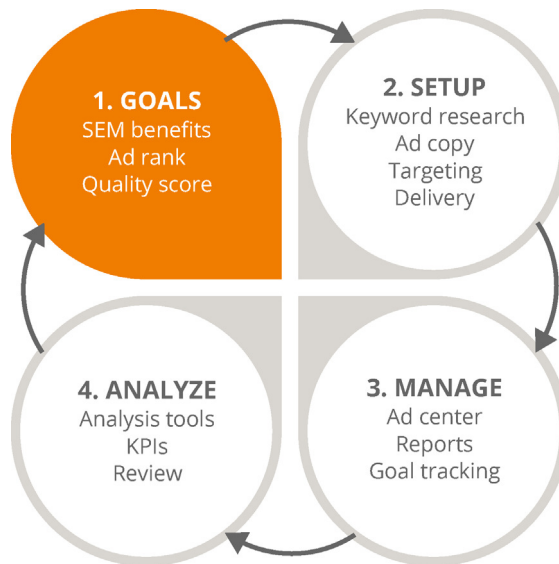 1. GOALS
SEM benefits
Ad rank
Quality score
2. SETUP
Keyword research
Ad copy
Targeting
Delivery
3. MANAGE
Ad center
Reports
Goal tracking
4. ANALYZE
Analysis tools
KPIs
Review